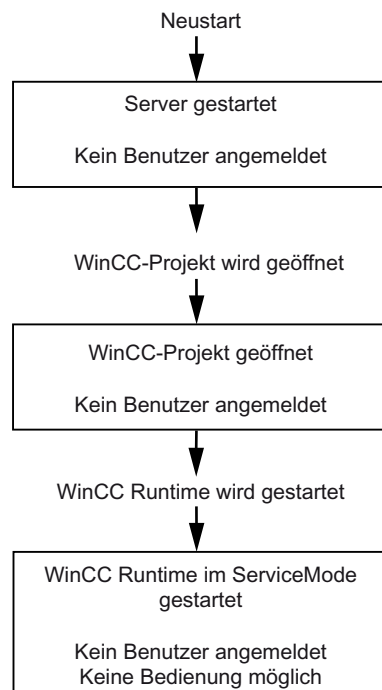 Neustart
Server gestartet
Kein Benutzer angemeldet
WinCC-Projekt wird geöffnet
WinCC-Projekt geöffnet
Kein Benutzer angemeldet
WinCC Runtime wird gestartet
WinCC Runtime im ServiceMode
gestartet
Kein Benutzer angemeldet
Keine Bedienung möglich